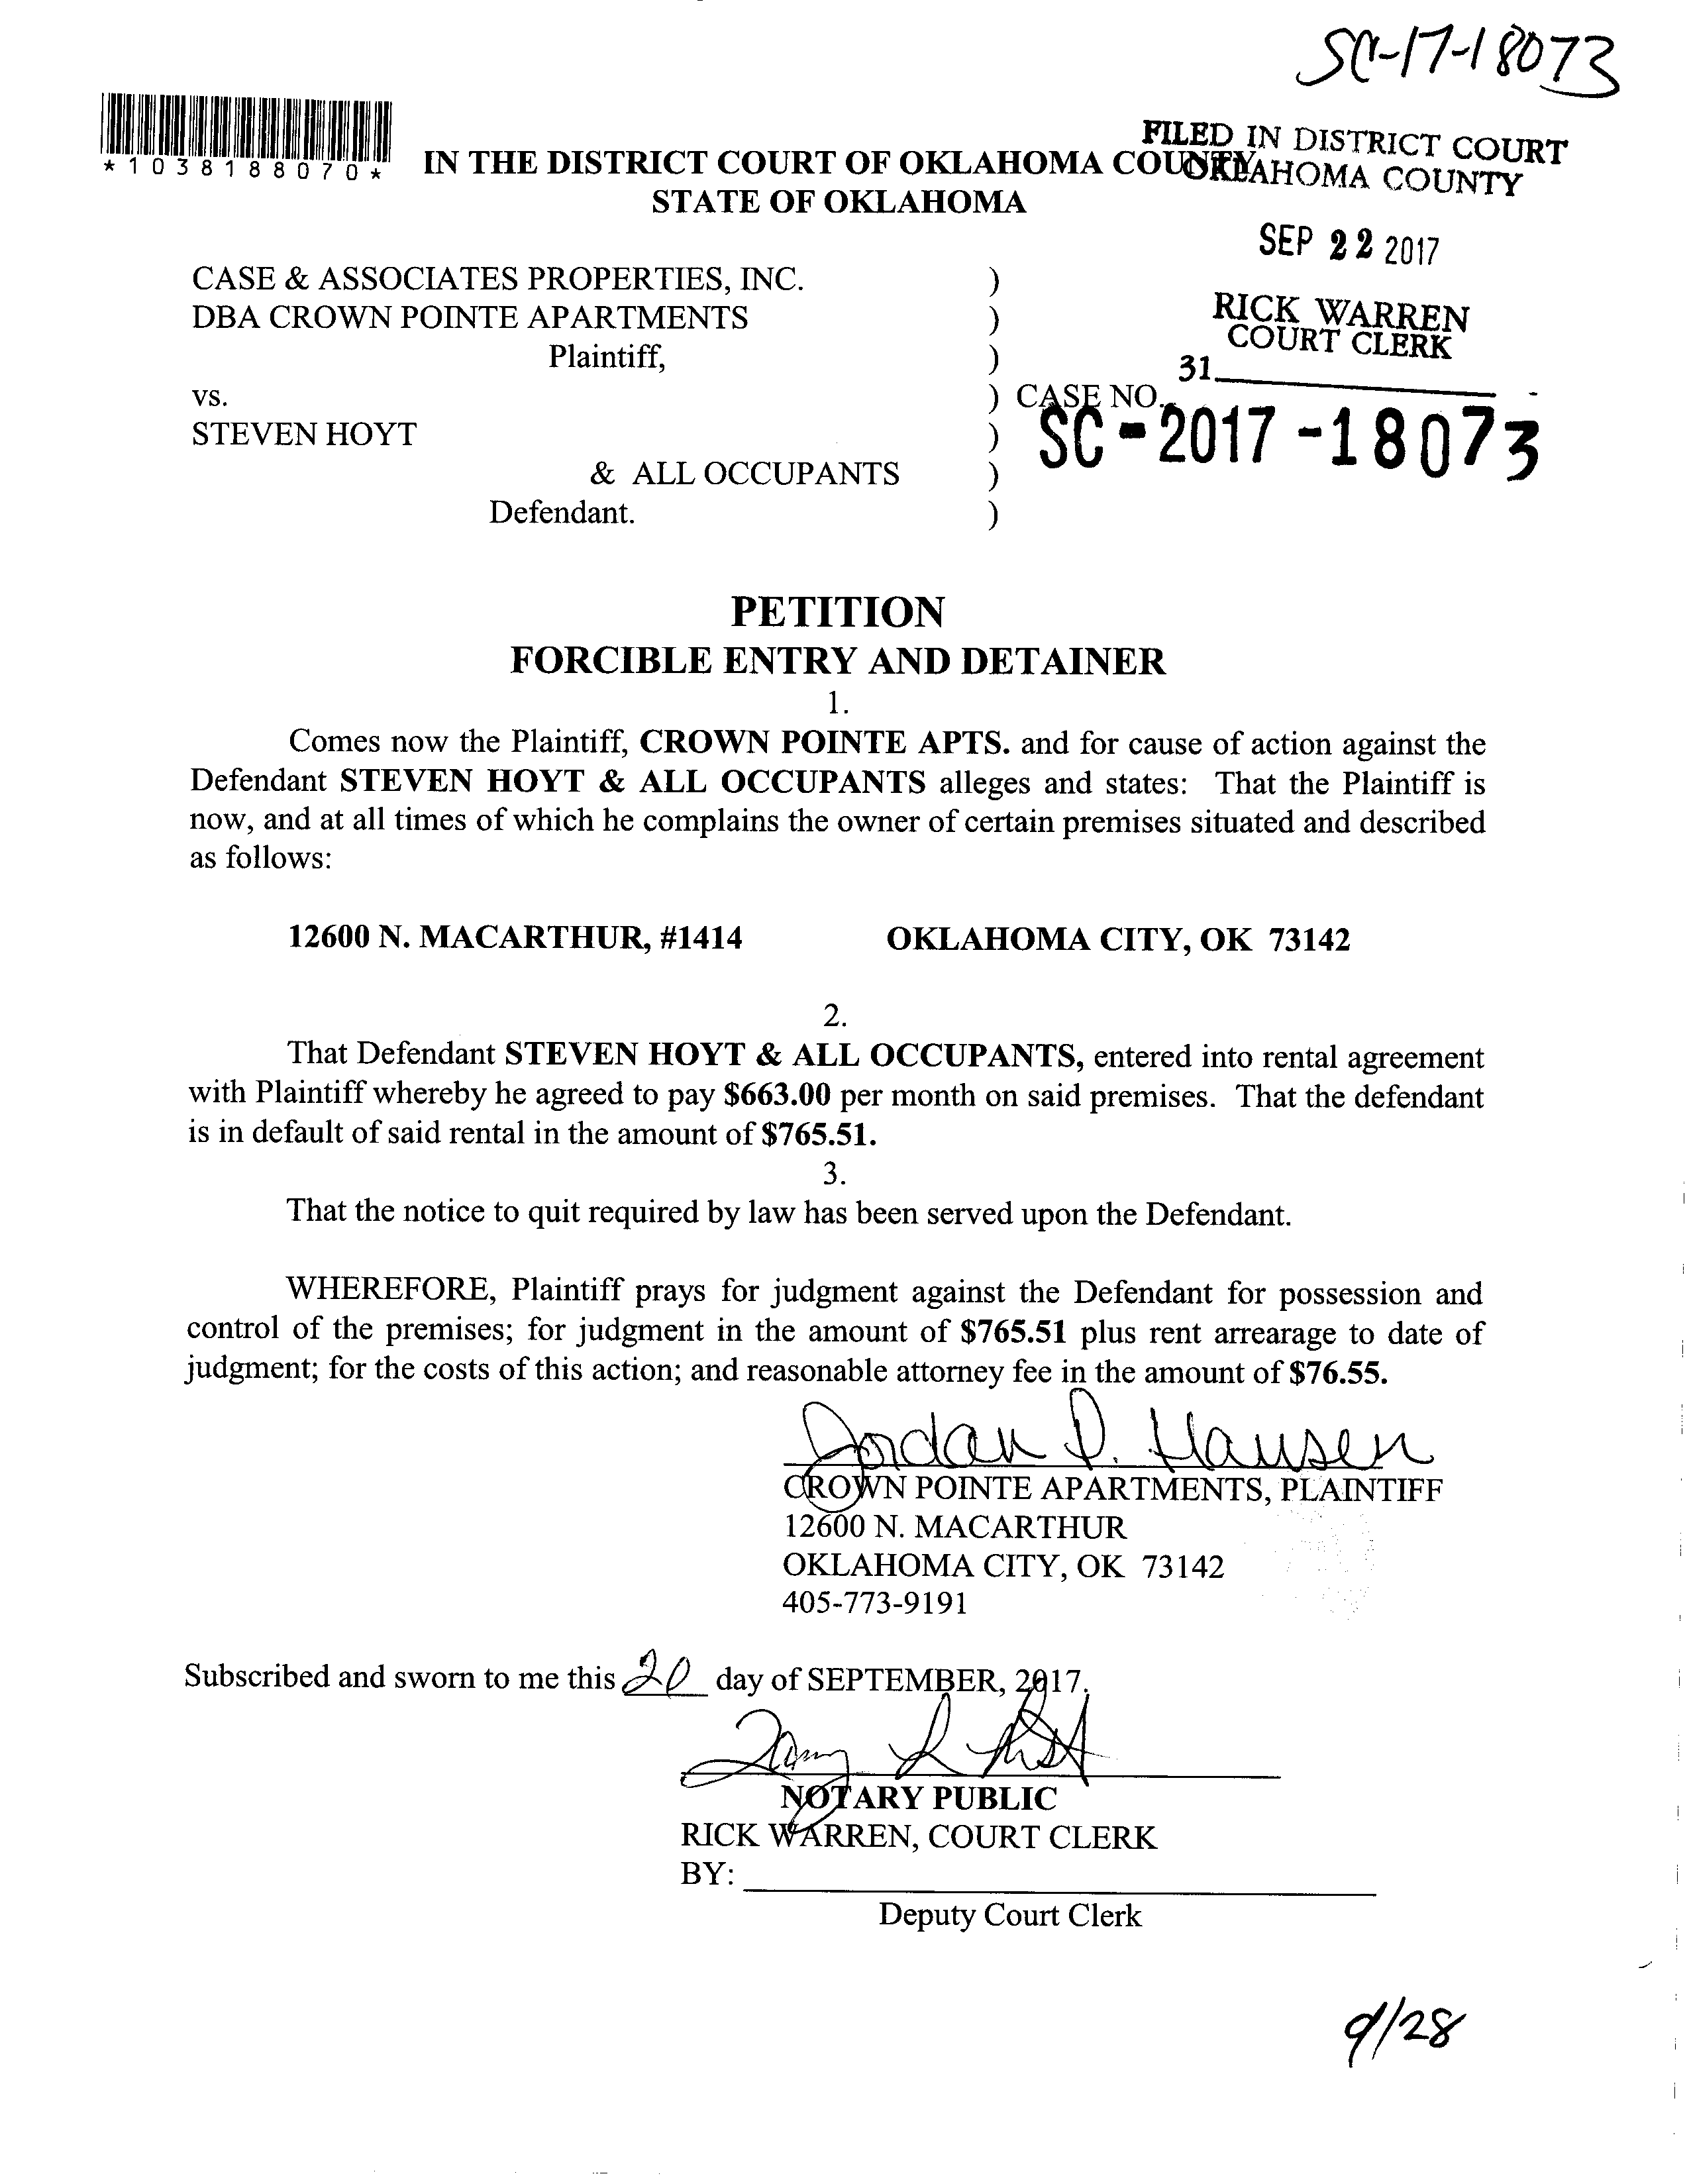 SC-17-18073
*1038188070*
FILED IN DISTRICT COURT
OKLAHOMA COUNTY
IN THE DISTRICT COURT OF OKLAHOMA COUNTY
STATE OF OKLAHOMA
SEP 22 2017
RICK WARREN
COURT CLERK
31
CASE & ASSOCIATES PROPERTIES, INC. )
DBA CROWN POINTE APARTMENTS )
Plaintiff, )
vs. ) CASE NO.
SC-2017-18073
STEVEN HOYT )
& ALL OCCUPANTS )
Defendant. )
PETITION
FORCIBLE ENTRY AND DETAINER
1.
Comes now the Plaintiff, CROWN POINTE APTS. and for cause of action against the
Defendant STEVEN HOYT & ALL OCCUPANTS alleges and states: That the Plaintiff is
now, and at all times of which he complains the owner of certain premises situated and described
as follows:
12600 N. MACARTHUR, #1414 OKLAHOMA CITY, OK 73142
2.
That Defendant STEVEN HOYT & ALL OCCUPANTS, entered into rental agreement
with Plaintiff whereby he agreed to pay $663.00 per month on said premises. That the defendant
is in default of said rental in the amount of $765.51.
3.
That the notice to quit required by law has been served upon the Defendant.
WHEREFORE, Plaintiff prays for judgment against the Defendant for possession and
control of the premises; for judgment in the amount of $765.51 plus rent arrearage to date of
judgment; for the costs of this action; and reasonable attorney fee in the amount of $76.55.
Jordan D. Hausen
CROWN POINTE APARTMENTS, PLAINTIFF
12600 N. MACARTHUR
OKLAHOMA CITY, OK 73142
405-773-9191
Subscribed and sworn to me this 20 day of SEPTEMBER, 2017.
NOTARY PUBLIC
RICK WARREN, COURT CLERK
BY:
Deputy Court Clerk
9/28